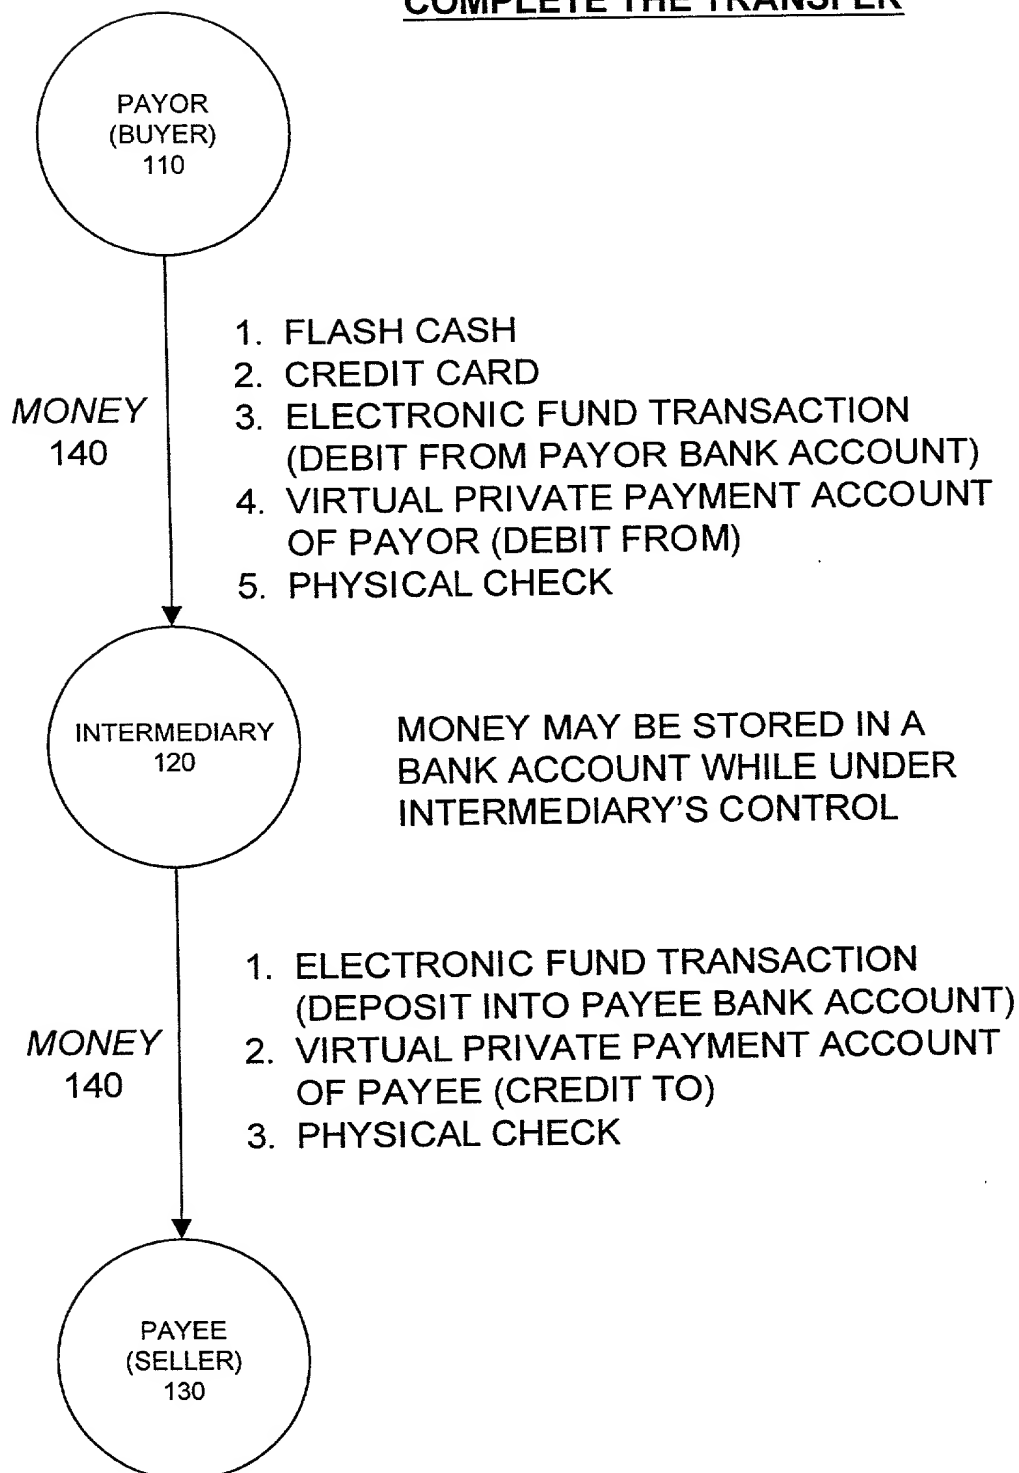 COMPLETE THE TRANSFER
PAYOR
(BUYER)
110
1. FLASH CASH
2. CREDIT CARD
3. ELECTRONIC FUND TRANSACTION
(DEBIT FROM PAYOR BANK ACCOUNT)
4. VIRTUAL PRIVATE PAYMENT ACCOUNT
OF PAYOR (DEBIT FROM)
5. PHYSICAL CHECK
MONEY
140
INTERMEDIARY
120
MONEY MAY BE STORED IN A
BANK ACCOUNT WHILE UNDER
INTERMEDIARY'S CONTROL
1. ELECTRONIC FUND TRANSACTION
(DEPOSIT INTO PAYEE BANK ACCOUNT)
2. VIRTUAL PRIVATE PAYMENT ACCOUNT
OF PAYEE (CREDIT TO)
3. PHYSICAL CHECK
MONEY
140
PAYEE
(SELLER)
130